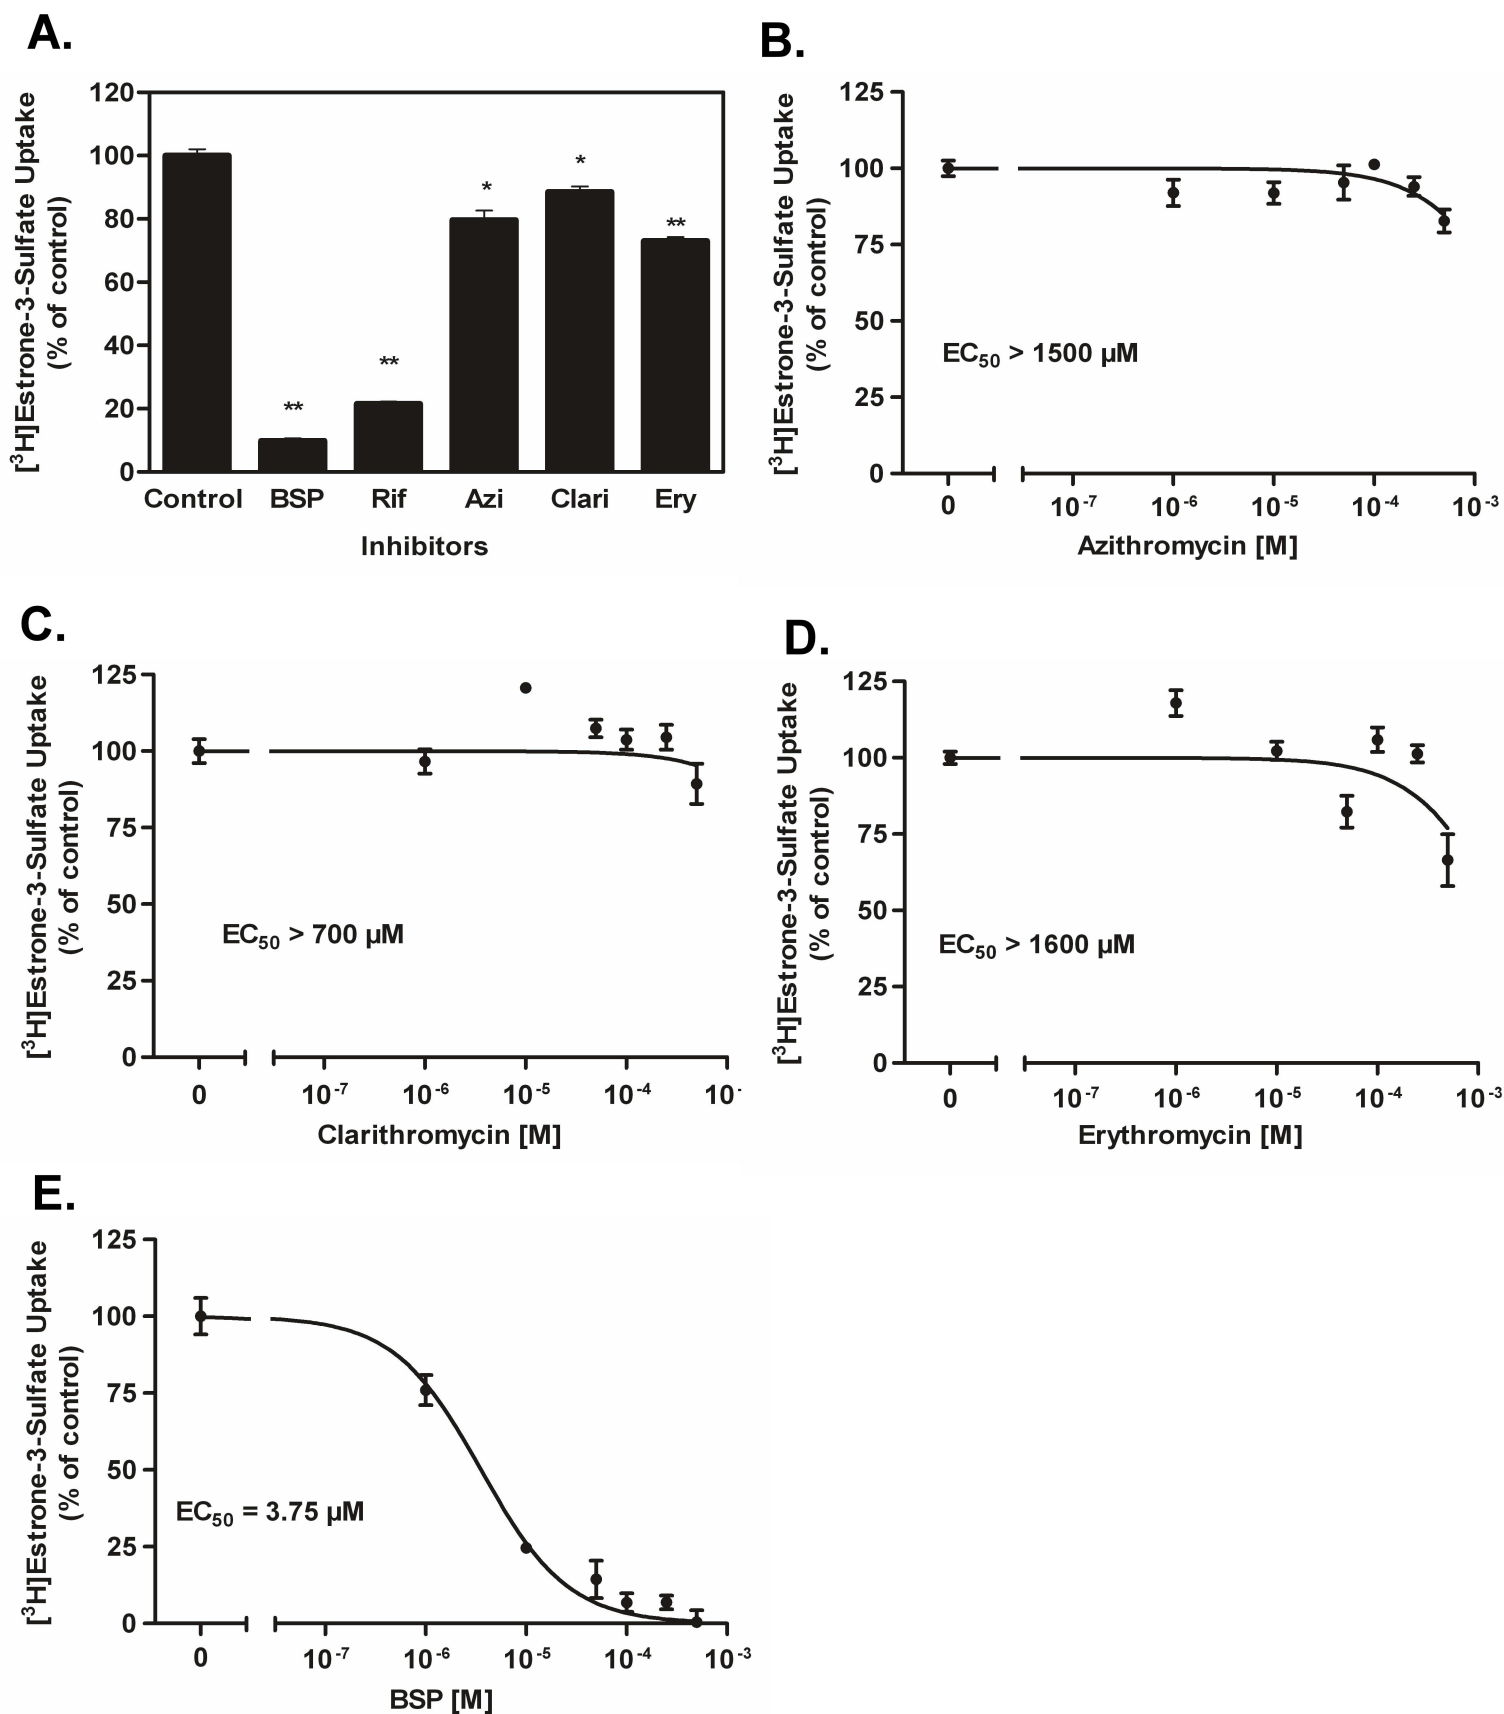 A.
[³H]Estrone-3-Sulfate Uptake
(% of control)
120
100
80
60
40
20
0
**
**
*
*
**
Control BSP Rif Azi Clari Ery
Inhibitors
B.
[³H]Estrone-3-Sulfate Uptake
(% of control)
125
100
75
50
25
0
EC₅₀ > 1500 µM
0 10⁻⁷ 10⁻⁶ 10⁻⁵ 10⁻⁴ 10⁻³
Azithromycin [M]
C.
[³H]Estrone-3-Sulfate Uptake
(% of control)
125
100
75
50
25
0
EC₅₀ > 700 µM
0 10⁻⁷ 10⁻⁶ 10⁻⁵ 10⁻⁴ 10⁻
Clarithromycin [M]
D.
[³H]Estrone-3-Sulfate Uptake
(% of control)
125
100
75
50
25
0
EC₅₀ > 1600 µM
0 10⁻⁷ 10⁻⁶ 10⁻⁵ 10⁻⁴ 10⁻³
Erythromycin [M]
E.
[³H]Estrone-3-Sulfate Uptake
(% of control)
125
100
75
50
25
0
EC₅₀ = 3.75 µM
0 10⁻⁷ 10⁻⁶ 10⁻⁵ 10⁻⁴ 10⁻³
BSP [M]